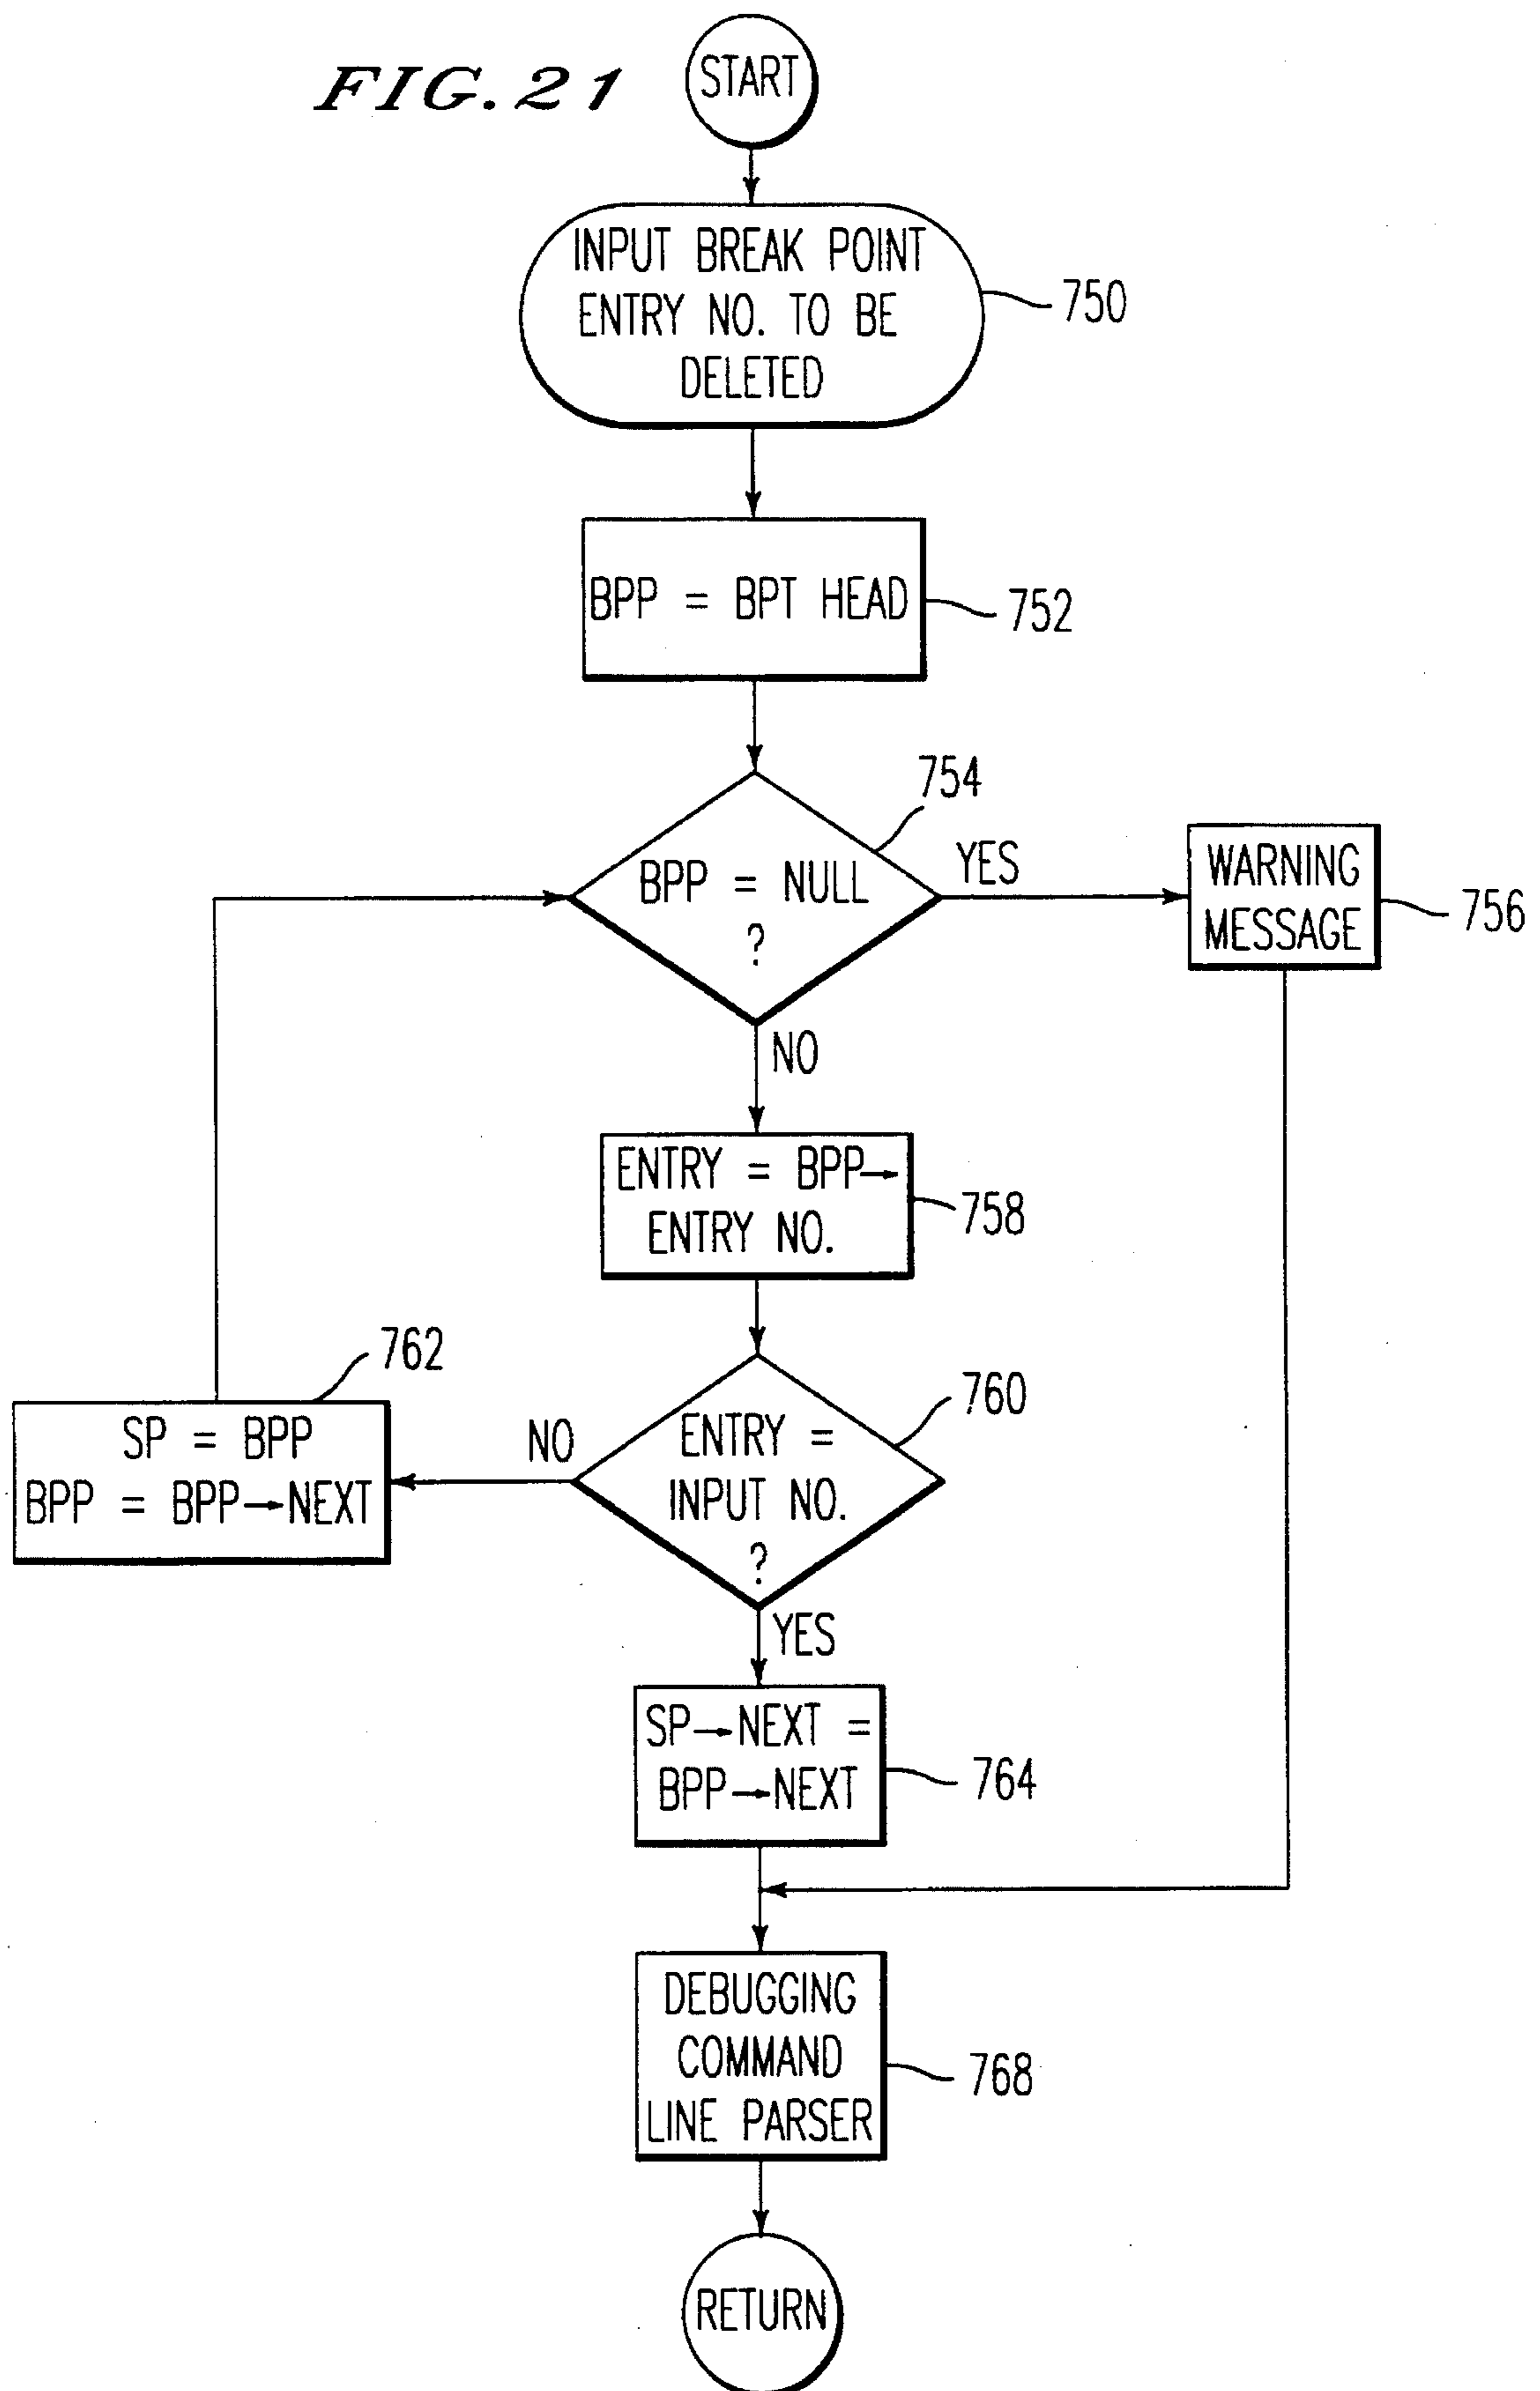 FIG. 21
START
INPUT BREAK POINT
ENTRY NO. TO BE
DELETED
750
BPP = BPT HEAD
752
754
BPP = NULL
?
YES
WARNING
MESSAGE
756
NO
ENTRY = BPP→
ENTRY NO.
758
762
SP = BPP
BPP = BPP→NEXT
NO
760
ENTRY =
INPUT NO.
?
YES
SP→NEXT =
BPP→NEXT
764
DEBUGGING
COMMAND
LINE PARSER
768
RETURN